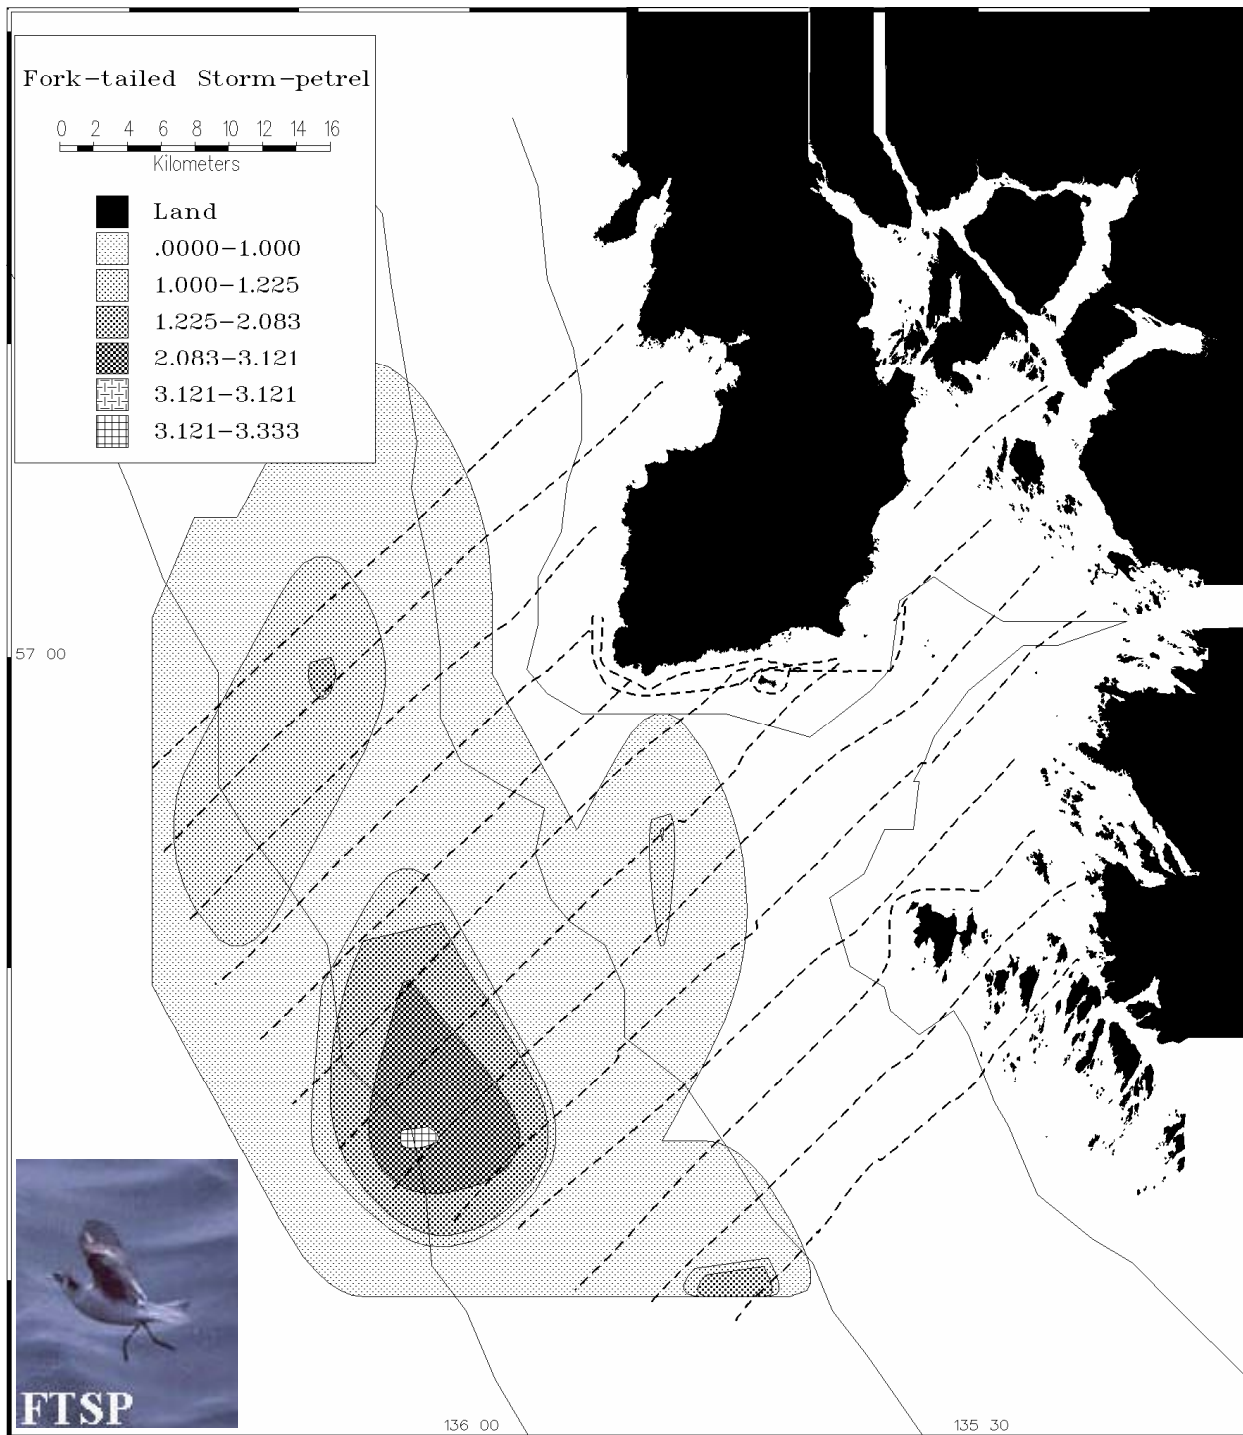 Fork-tailed Storm-petrel
0 2 4 6 8 10 12 14 16
Kilometers
Land
.0000-1.000
1.000-1.225
1.225-2.083
2.083-3.121
3.121-3.121
3.121-3.333
57 00
FTSP
136 00
135 30